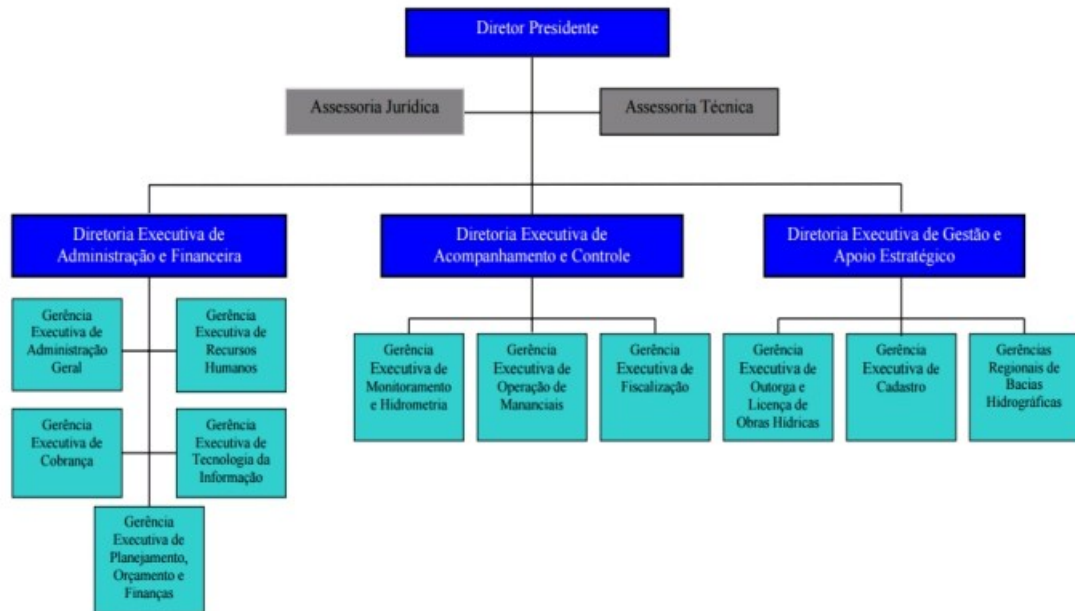 Diretor Presidente
Assessoria Jurídica
Assessoria Técnica
Diretoria Executiva de
Administração e Financeira
Diretoria Executiva de
Acompanhamento e Controle
Diretoria Executiva de Gestão e
Apoio Estratégico
Gerência
Executiva de
Administração
Geral
Gerência
Executiva de
Recursos
Humanos
Gerência
Executiva de
Cobrança
Gerência
Executiva de
Tecnologia da
Informação
Gerência
Executiva de
Planejamento,
Orçamento e
Finanças
Gerência
Executiva de
Monitoramento
e Hidrometria
Gerência
Executiva de
Operação de
Mananciais
Gerência
Executiva de
Fiscalização
Gerência
Executiva de
Outorga e
Licença de
Obras Hídricas
Gerência
Executiva de
Cadastro
Gerências
Regionais de
Bacias
Hidrográficas